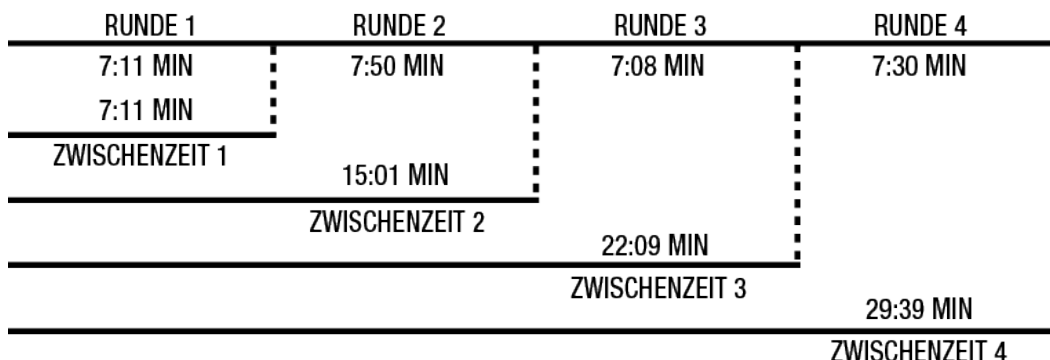 RUNDE 1 RUNDE 2 RUNDE 3 RUNDE 4
7:11 MIN 7:50 MIN 7:08 MIN 7:30 MIN
7:11 MIN
ZWISCHENZEIT 1
15:01 MIN
ZWISCHENZEIT 2
22:09 MIN
ZWISCHENZEIT 3
29:39 MIN
ZWISCHENZEIT 4